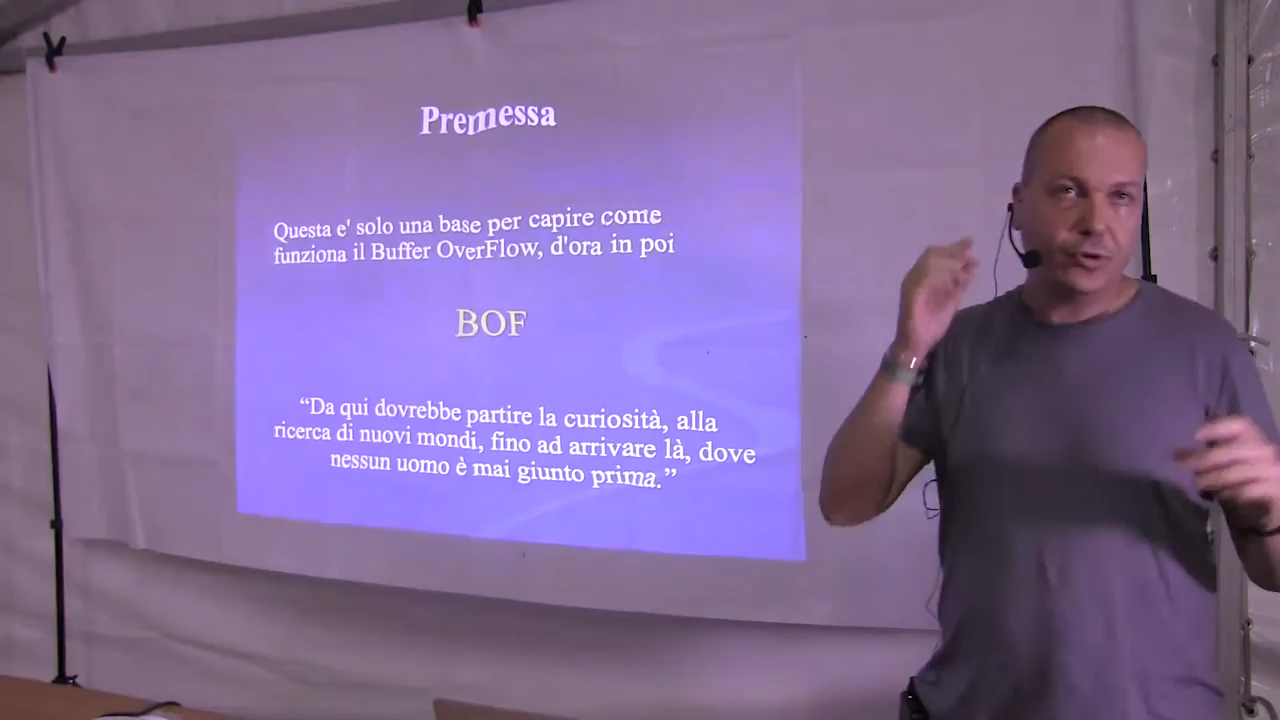 Premessa
Questa e' solo una base per capire come
funziona il Buffer OverFlow, d'ora in poi
BOF
“Da qui dovrebbe partire la curiosità, alla
ricerca di nuovi mondi, fino ad arrivare là, dove
nessun uomo è mai giunto prima.”